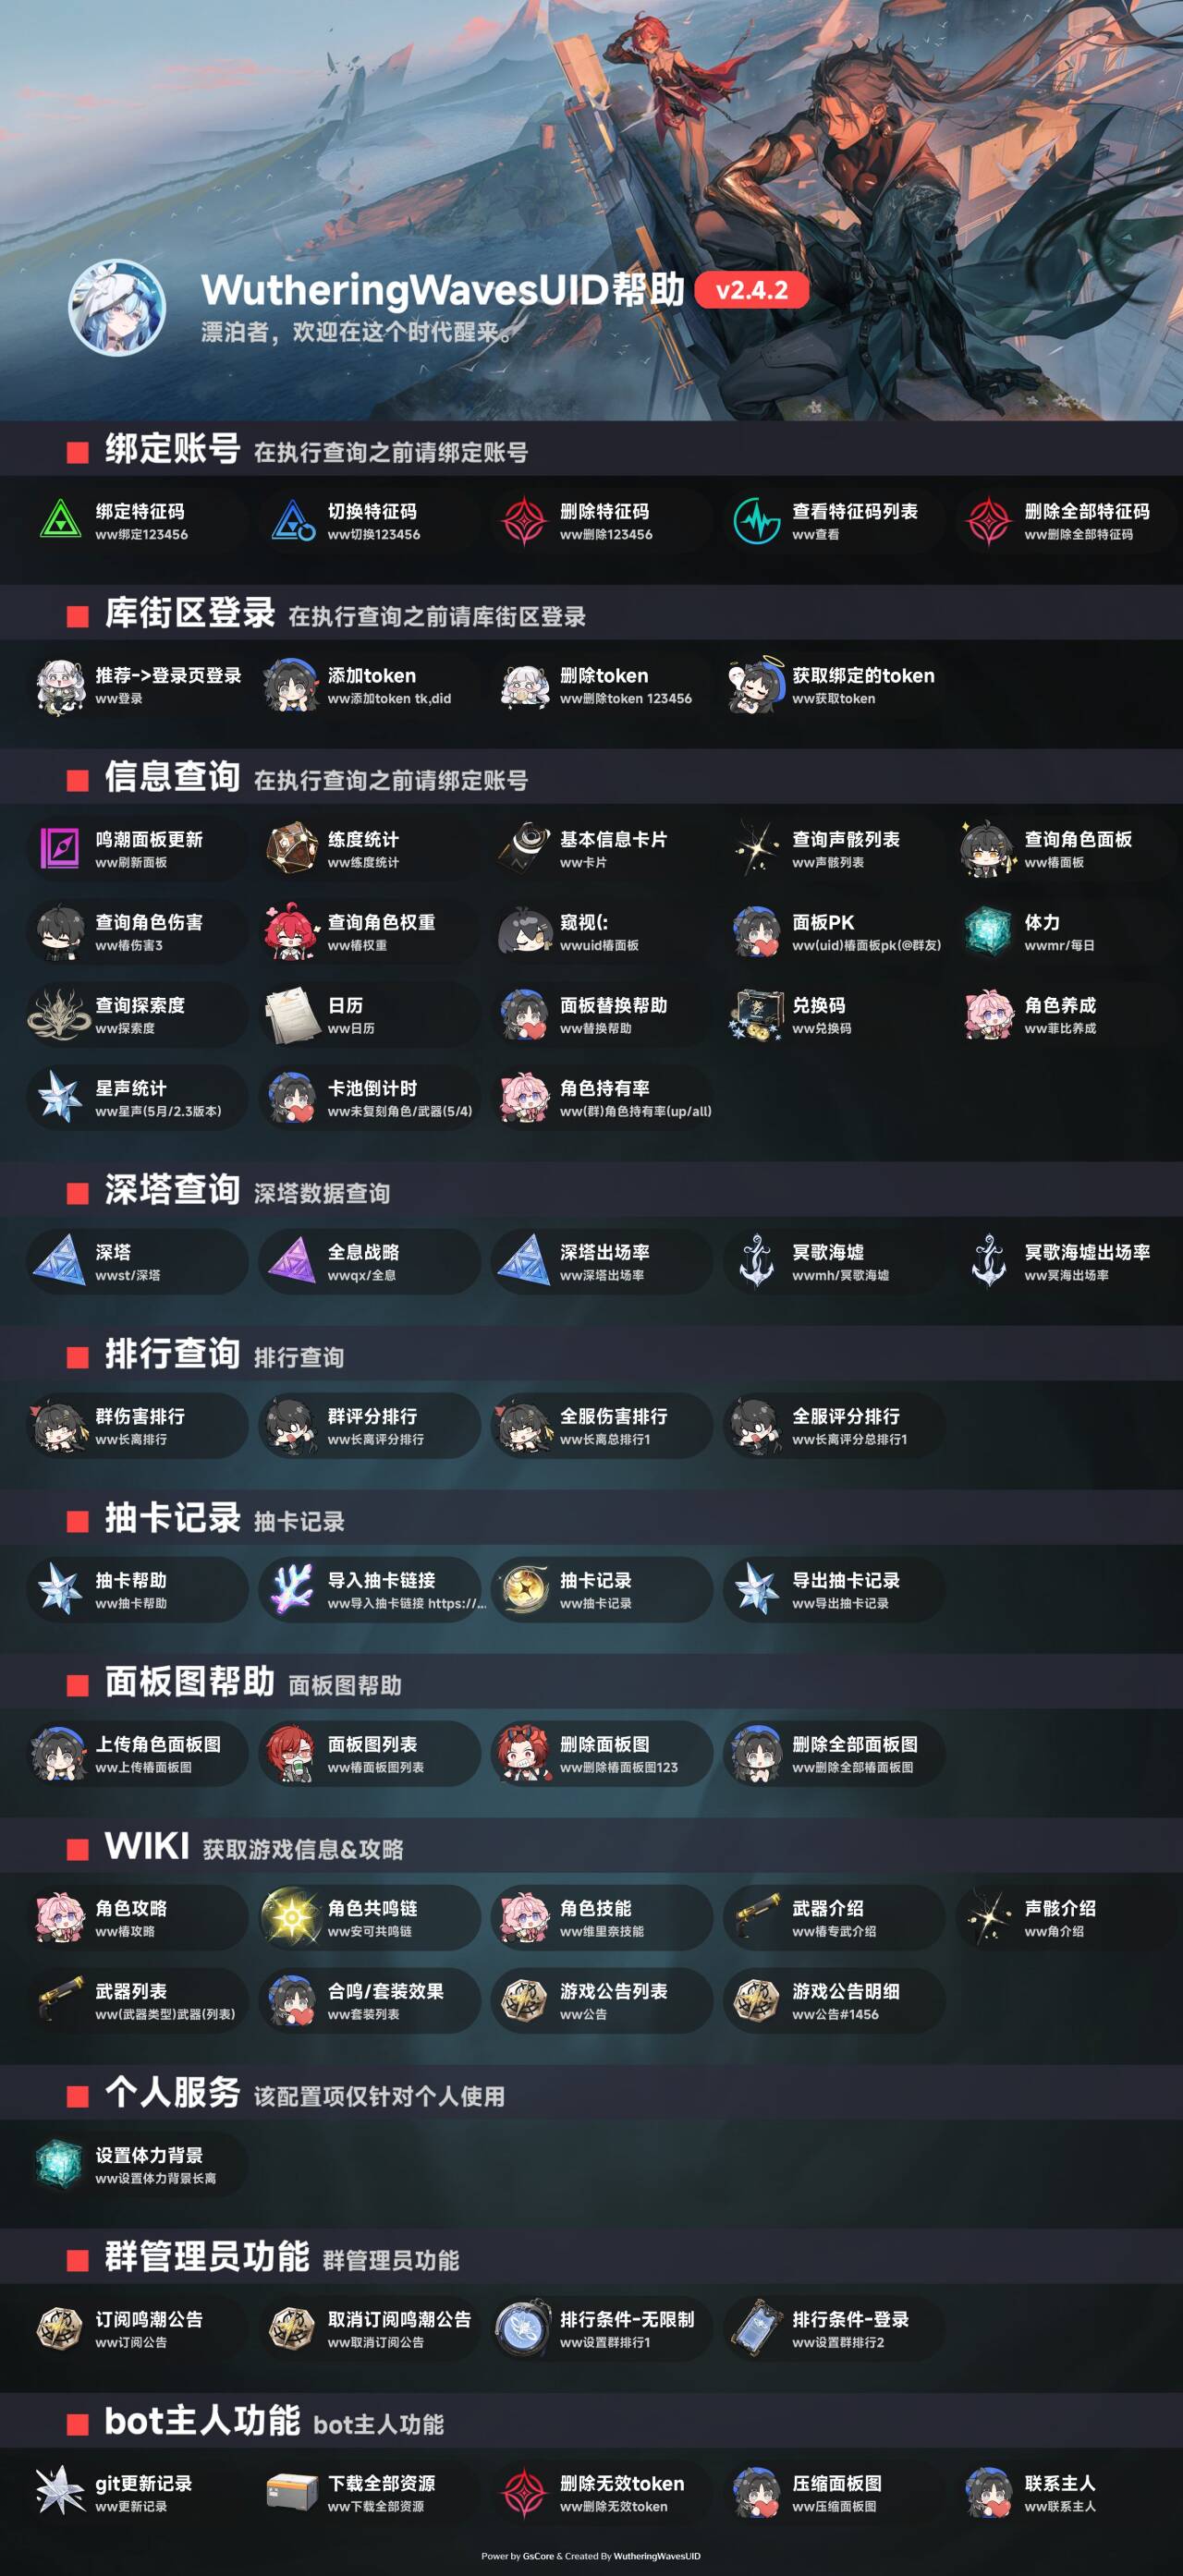 WutheringWavesUID帮助 v2.4.2
漂泊者，欢迎在这个时代醒来。
绑定账号 在执行查询之前请绑定账号
绑定特征码
ww绑定123456
切换特征码
ww切换123456
删除特征码
ww删除123456
查看特征码列表
ww查看
删除全部特征码
ww删除全部特征码
库街区登录 在执行查询之前请库街区登录
推荐->登录页登录
ww登录
添加token
ww添加token tk,did
删除token
ww删除token 123456
获取绑定的token
ww获取token
信息查询 在执行查询之前请绑定账号
鸣潮面板更新
ww刷新面板
练度统计
ww练度统计
基本信息卡片
ww卡片
查询声骸列表
ww声骸列表
查询角色面板
ww椿面板
查询角色伤害
ww椿伤害3
查询角色权重
ww椿权重
窥视(:
wwuid椿面板
面板PK
ww(uid)椿面板pk(@群友)
体力
wwmr/每日
查询探索度
ww探索度
日历
ww日历
面板替换帮助
ww替换帮助
兑换码
ww兑换码
角色养成
ww菲比养成
星声统计
ww星声(5月/2.3版本)
卡池倒计时
ww未复刻角色/武器(5/4)
角色持有率
ww(群)角色持有率(up/all)
深塔查询 深塔数据查询
深塔
wwst/深塔
全息战略
wwqx/全息
深塔出场率
ww深塔出场率
冥歌海墟
wwmh/冥歌海墟
冥歌海墟出场率
ww冥海出场率
排行查询 排行查询
群伤害排行
ww长离排行
群评分排行
ww长离评分排行
全服伤害排行
ww长离总排行1
全服评分排行
ww长离评分总排行1
抽卡记录 抽卡记录
抽卡帮助
ww抽卡帮助
导入抽卡链接
ww导入抽卡链接 https://...
抽卡记录
ww抽卡记录
导出抽卡记录
ww导出抽卡记录
面板图帮助 面板图帮助
上传角色面板图
ww上传椿面板图
面板图列表
ww椿面板图列表
删除面板图
ww删除椿面板图123
删除全部面板图
ww删除全部椿面板图
WIKI 获取游戏信息&攻略
角色攻略
ww椿攻略
角色共鸣链
ww安可共鸣链
角色技能
ww维里奈技能
武器介绍
ww椿专武介绍
声骸介绍
ww角介绍
武器列表
ww(武器类型)武器(列表)
合鸣/套装效果
ww套装列表
游戏公告列表
ww公告
游戏公告明细
ww公告#1456
个人服务 该配置项仅针对个人使用
设置体力背景
ww设置体力背景长离
群管理员功能 群管理员功能
订阅鸣潮公告
ww订阅公告
取消订阅鸣潮公告
ww取消订阅公告
排行条件-无限制
ww设置群排行1
排行条件-登录
ww设置群排行2
bot主人功能 bot主人功能
git更新记录
ww更新记录
下载全部资源
ww下载全部资源
删除无效token
ww删除无效token
压缩面板图
ww压缩面板图
联系主人
ww联系主人
Power by GsCore & Created By WutheringWavesUID